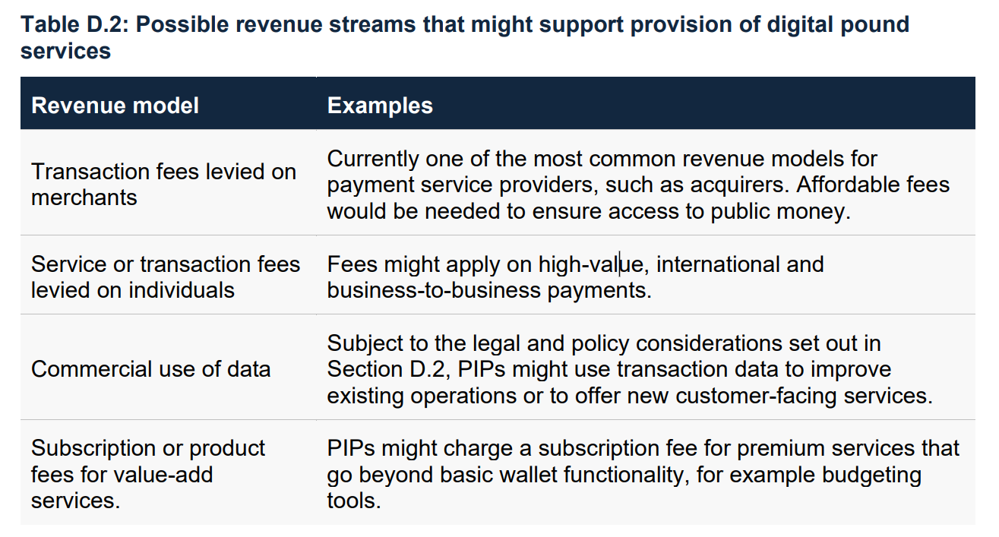 Table D.2: Possible revenue streams that might support provision of digital pound
services
Revenue model
Examples
Transaction fees levied on
merchants
Currently one of the most common revenue models for
payment service providers, such as acquirers. Affordable fees
would be needed to ensure access to public money.
Service or transaction fees
levied on individuals
Fees might apply on high-value, international and
business-to-business payments.
Commercial use of data
Subject to the legal and policy considerations set out in
Section D.2, PIPs might use transaction data to improve
existing operations or to offer new customer-facing services.
Subscription or product
fees for value-add
services.
PIPs might charge a subscription fee for premium services that
go beyond basic wallet functionality, for example budgeting
tools.